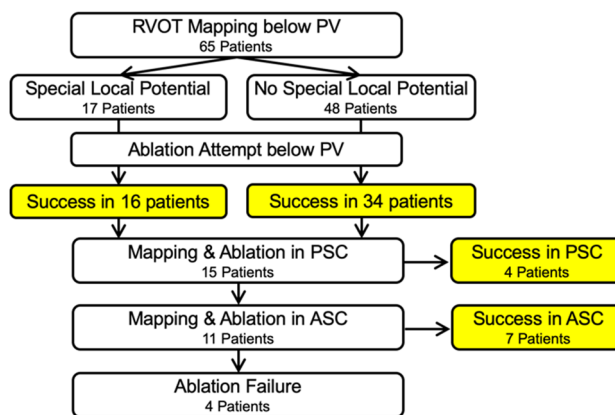 RVOT Mapping below PV
65 Patients
Special Local Potential
17 Patients
No Special Local Potential
48 Patients
Ablation Attempt below PV
Success in 16 patients
Success in 34 patients
Mapping & Ablation in PSC
15 Patients
Success in PSC
4 Patients
Mapping & Ablation in ASC
11 Patients
Success in ASC
7 Patients
Ablation Failure
4 Patients